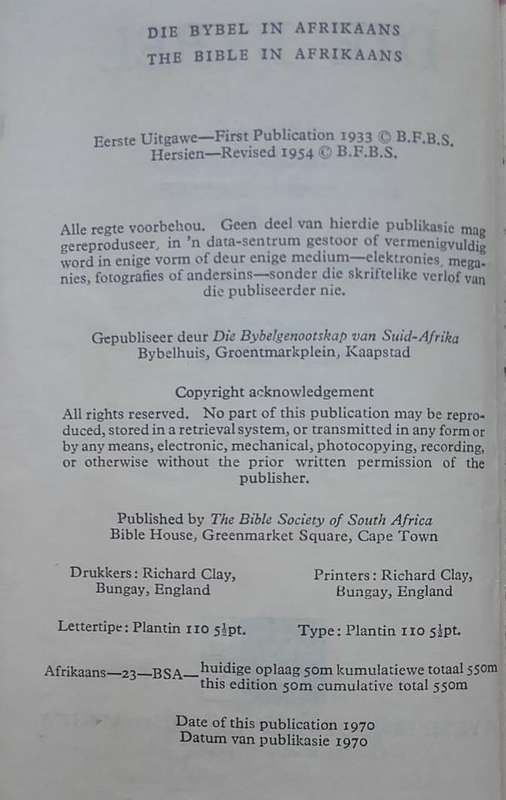 DIE BYBEL IN AFRIKAANS
THE BIBLE IN AFRIKAANS
Eerste Uitgawe—First Publication 1933 © B.F.B.S.
Hersien—Revised 1954 © B.F.B.S.
Alle regte voorbehou. Geen deel van hierdie publikasie mag
gereproduseer, in 'n data-sentrum gestoor of vermenigvuldig
word in enige vorm of deur enige medium—elektronies, mega-
nies, fotografies of andersins—sonder die skriftelike verlof van
die publiseerder nie.
Gepubliseer deur Die Bybelgenootskap van Suid-Afrika
Bybelhuis, Groentmarkplein, Kaapstad
Copyright acknowledgement
All rights reserved. No part of this publication may be repro-
duced, stored in a retrieval system, or transmitted in any form or
by any means, electronic, mechanical, photocopying, recording,
or otherwise without the prior written permission of the
publisher.
Published by The Bible Society of South Africa
Bible House, Greenmarket Square, Cape Town
Drukkers: Richard Clay, Printers: Richard Clay,
Bungay, England Bungay, England
Lettertipe: Plantin 110 5½pt. Type: Plantin 110 5½pt.
Afrikaans—23—BSA— huidige oplaag 50m kumulatiewe totaal 550m
this edition 50m cumulative total 550m
Date of this publication 1970
Datum van publikasie 1970